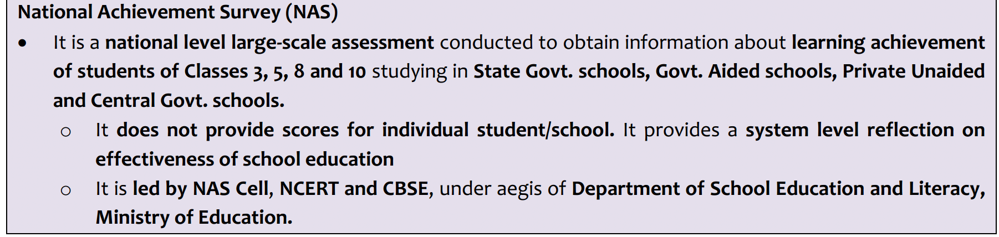 National Achievement Survey (NAS)
• It is a national level large-scale assessment conducted to obtain information about learning achievement
of students of Classes 3, 5, 8 and 10 studying in State Govt. schools, Govt. Aided schools, Private Unaided
and Central Govt. schools.
o It does not provide scores for individual student/school. It provides a system level reflection on
effectiveness of school education
o It is led by NAS Cell, NCERT and CBSE, under aegis of Department of School Education and Literacy,
Ministry of Education.